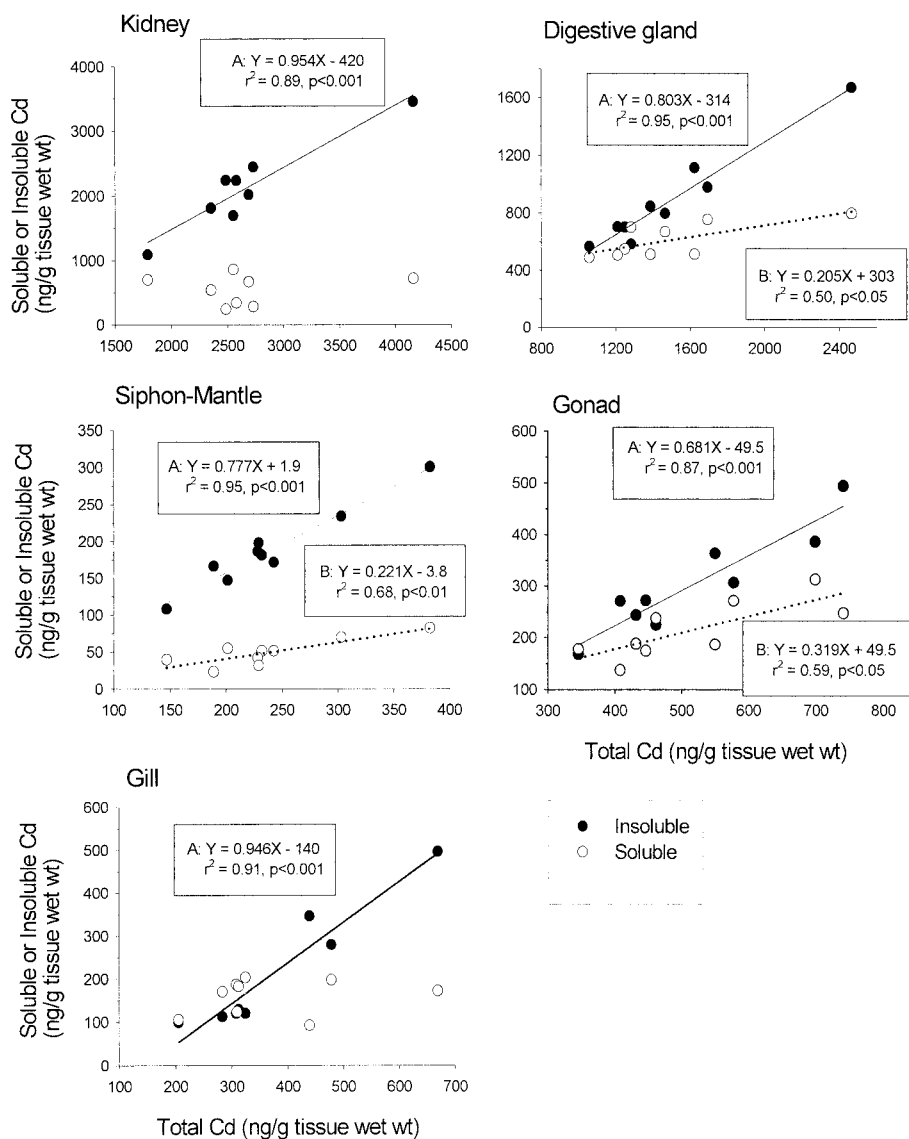 Kidney
A: Y = 0.954X - 420
r² = 0.89, p<0.001
4000
3000
2000
1000
0
1500 2000 2500 3000 3500 4000 4500
Soluble or Insoluble Cd
(ng/g tissue wet wt)
Digestive gland
A: Y = 0.803X - 314
r² = 0.95, p<0.001
B: Y = 0.205X + 303
r² = 0.50, p<0.05
1600
1200
800
400
0
800 1200 1600 2000 2400
Siphon-Mantle
A: Y = 0.777X + 1.9
r² = 0.95, p<0.001
B: Y = 0.221X - 3.8
r² = 0.68, p<0.01
350
300
250
200
150
100
50
0
100 150 200 250 300 350 400
Soluble or Insoluble Cd
(ng/g tissue wet wt)
Gonad
A: Y = 0.681X - 49.5
r² = 0.87, p<0.001
B: Y = 0.319X + 49.5
r² = 0.59, p<0.05
600
500
400
300
200
100
300 400 500 600 700 800
Total Cd (ng/g tissue wet wt)
Gill
A: Y = 0.946X - 140
r² = 0.91, p<0.001
600
500
400
300
200
100
0
100 200 300 400 500 600 700
Soluble or Insoluble Cd
(ng/g tissue wet wt)
Total Cd (ng/g tissue wet wt)
Insoluble
Soluble